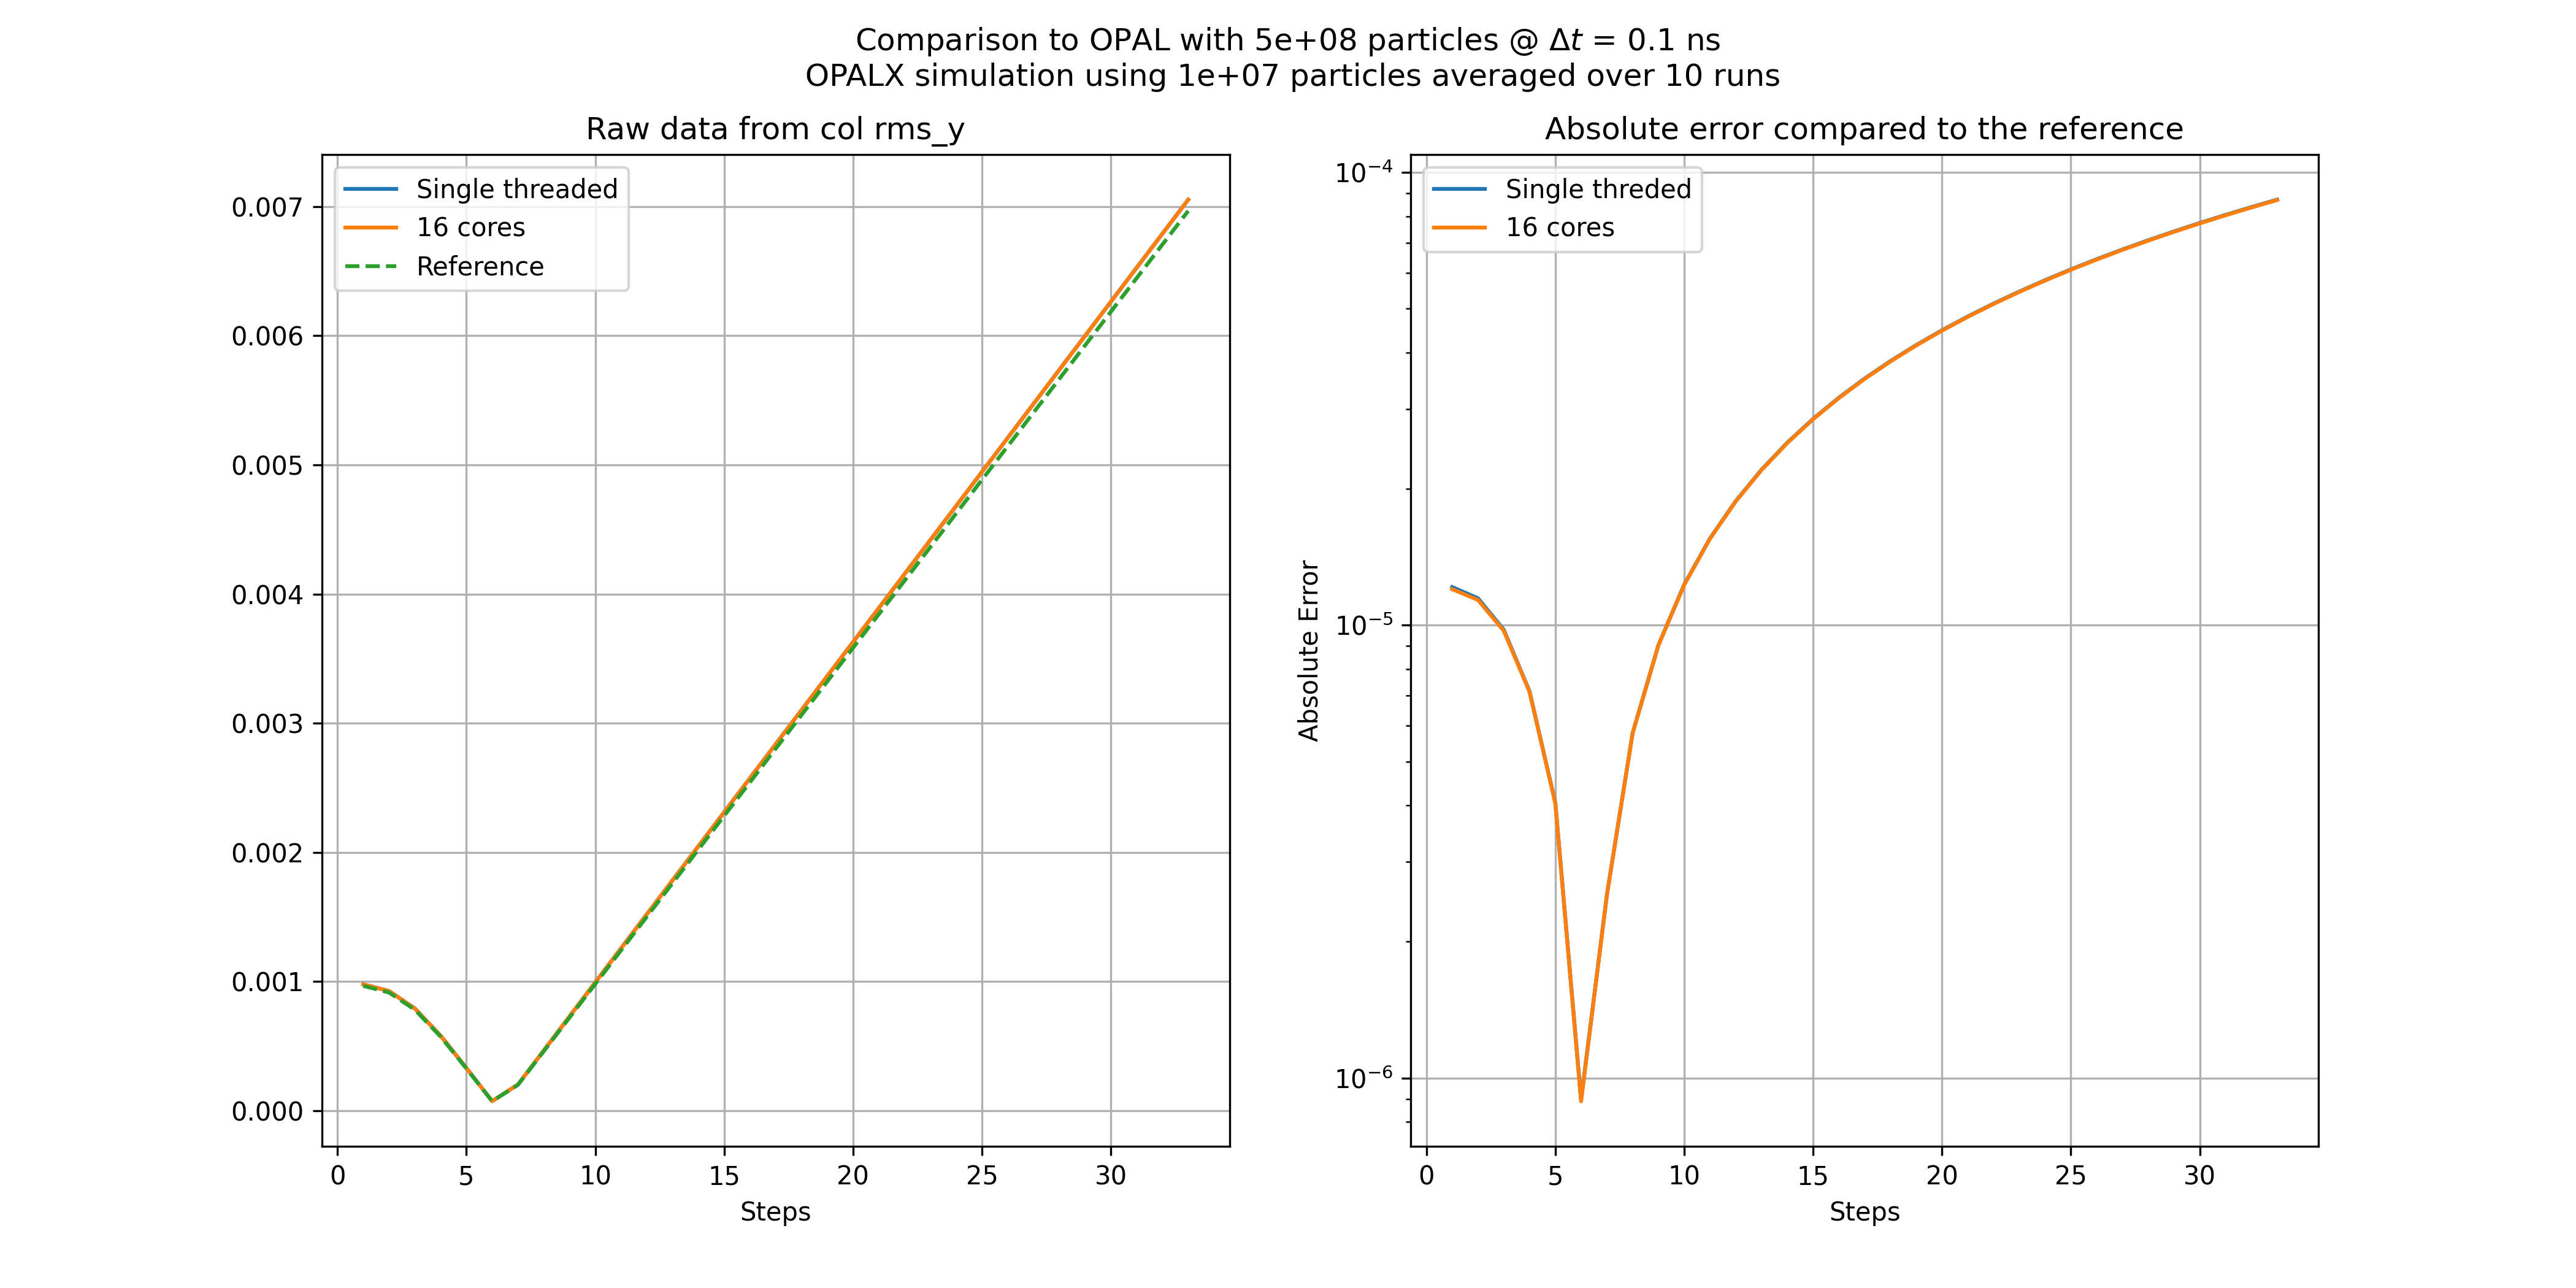 Comparison to OPAL with 5e+08 particles @ Δt = 0.1 ns
OPALX simulation using 1e+07 particles averaged over 10 runs
Raw data from col rms_y
Single threaded
16 cores
Reference
0.007
0.006
0.005
0.004
0.003
0.002
0.001
0.000
0 5 10 15 20 25 30
Steps
Absolute error compared to the reference
Single threded
16 cores
Absolute Error
10⁻⁴
10⁻⁵
10⁻⁶
0 5 10 15 20 25 30
Steps